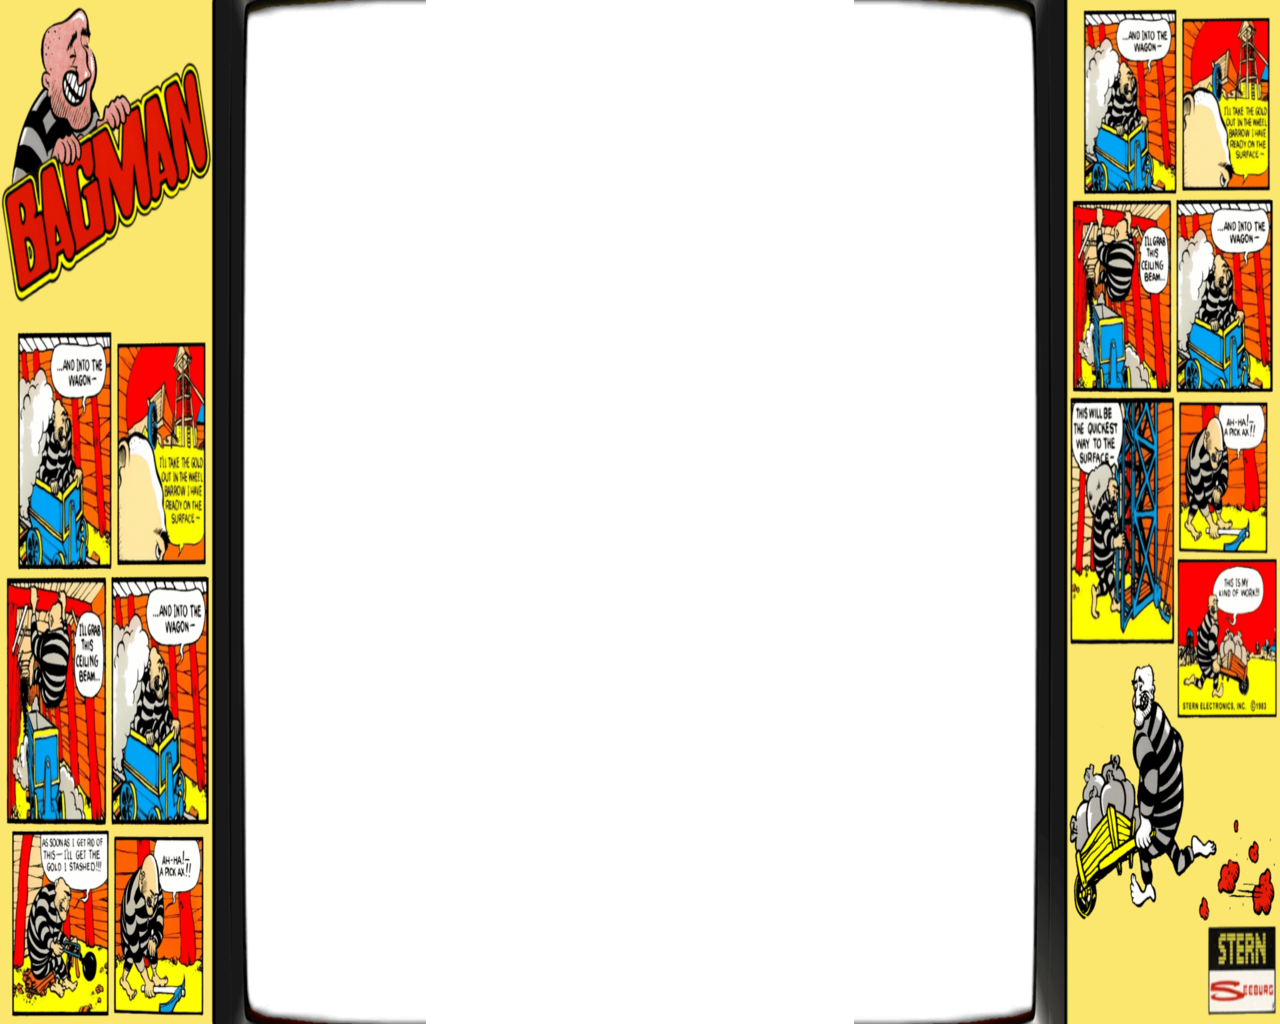 BAGMAN
...AND INTO THE
WAGON-
I'LL TAKE THE GOLD
OUT IN THE WHEEL
BARROW I HAVE
READY ON THE
SURFACE-
I'LL GRAB
THIS
CEILING
BEAM...
...AND INTO THE
WAGON-
AS SOON AS I GET RID OF
THIS-I'LL GET THE
GOLD I STASHED!!!
AH-HA!-
A PICK AX!!
...AND INTO THE
WAGON-
I'LL TAKE THE GOLD
OUT IN THE WHEEL
BARROW I HAVE
READY ON THE
SURFACE-
I'LL GRAB
THIS
CEILING
BEAM...
...AND INTO THE
WAGON-
THIS WILL BE
THE QUICKEST
WAY TO THE
SURFACE-
AH-HA!-
A PICK AX!!
THIS IS MY
KIND OF WORK!!!
STERN ELECTRONICS, INC. ©1982
STERN
SEEBURG